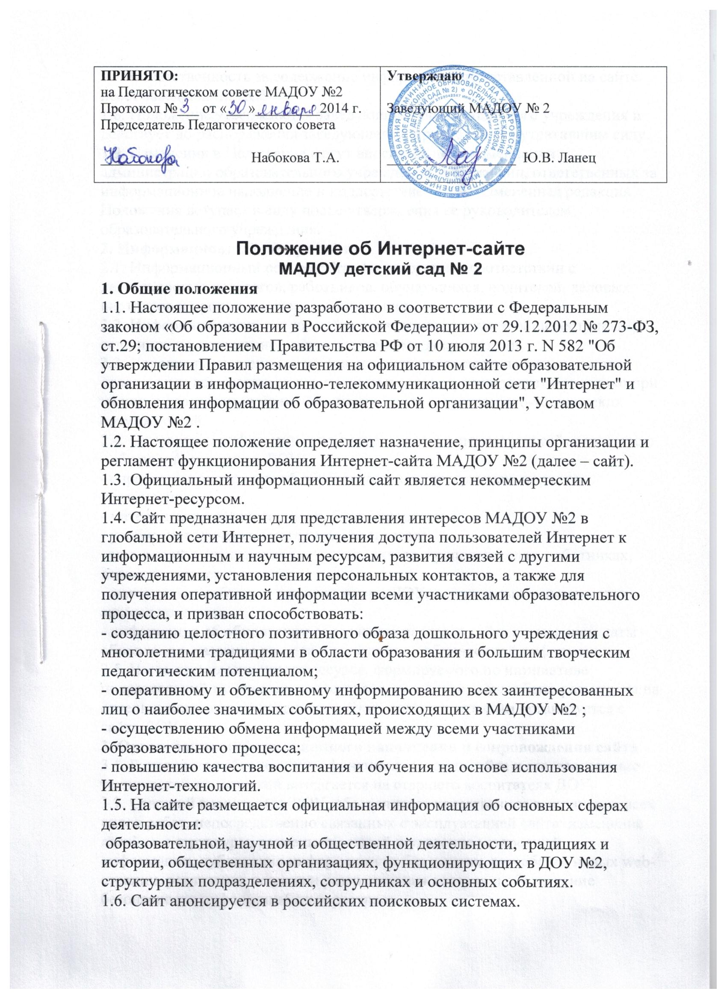 ПРИНЯТО:
на Педагогическом совете МАДОУ №2
Протокол № 3 от «30» января 2014 г.
Председатель Педагогического совета
Набокова Набокова Т.А.
Утверждаю
Заведующий МАДОУ № 2
Ю.В. Ланец
Положение об Интернет-сайте
МАДОУ детский сад № 2
1. Общие положения
1.1. Настоящее положение разработано в соответствии с Федеральным
законом «Об образовании в Российской Федерации» от 29.12.2012 № 273-ФЗ,
ст.29; постановлением Правительства РФ от 10 июля 2013 г. N 582 "Об
утверждении Правил размещения на официальном сайте образовательной
организации в информационно-телекоммуникационной сети "Интернет" и
обновления информации об образовательной организации", Уставом
МАДОУ №2 .
1.2. Настоящее положение определяет назначение, принципы организации и
регламент функционирования Интернет-сайта МАДОУ №2 (далее – сайт).
1.3. Официальный информационный сайт является некоммерческим
Интернет-ресурсом.
1.4. Сайт предназначен для представления интересов МАДОУ №2 в
глобальной сети Интернет, получения доступа пользователей Интернет к
информационным и научным ресурсам, развития связей с другими
учреждениями, установления персональных контактов, а также для
получения оперативной информации всеми участниками образовательного
процесса, и призван способствовать:
- созданию целостного позитивного образа дошкольного учреждения с
многолетними традициями в области образования и большим творческим
педагогическим потенциалом;
- оперативному и объективному информированию всех заинтересованных
лиц о наиболее значимых событиях, происходящих в МАДОУ №2 ;
- осуществлению обмена информацией между всеми участниками
образовательного процесса;
- повышению качества воспитания и обучения на основе использования
Интернет-технологий.
1.5. На сайте размещается официальная информация об основных сферах
деятельности:
образовательной, научной и общественной деятельности, традициях и
истории, общественных организациях, функционирующих в ДОУ №2,
структурных подразделениях, сотрудниках и основных событиях.
1.6. Сайт анонсируется в российских поисковых системах.